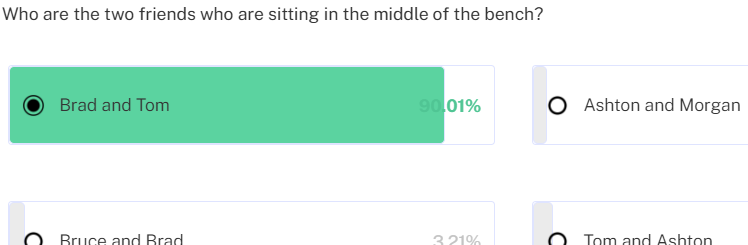 Who are the two friends who are sitting in the middle of the bench?
Brad and Tom 90.01%
Ashton and Morgan
Bruce and Brad 3.21%
Tom and Ashton